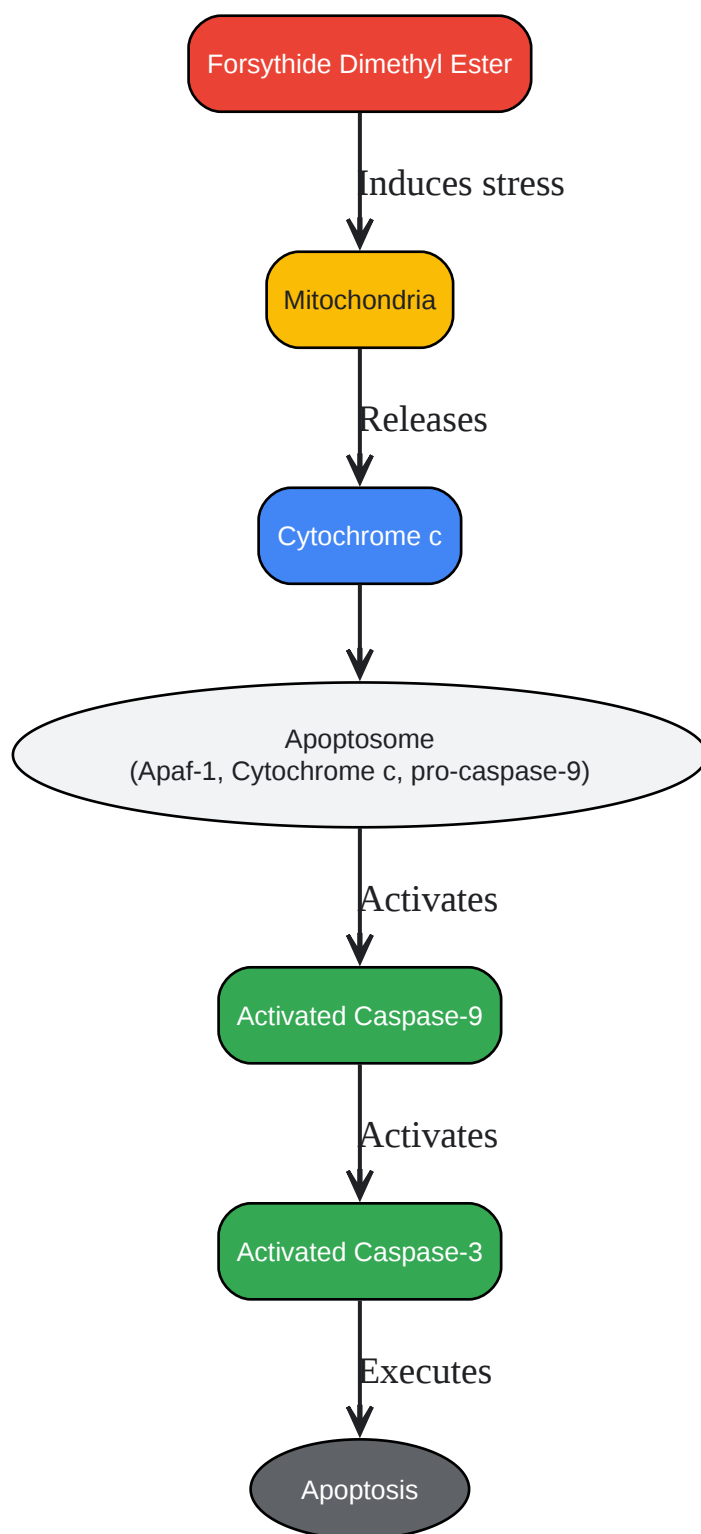 Forsythide Dimethyl Ester
Induces stress
Mitochondria
Releases
Cytochrome c
Apoptosome
(Apaf-1, Cytochrome c, pro-caspase-9)
Activates
Activated Caspase-9
Activates
Activated Caspase-3
Executes
Apoptosis